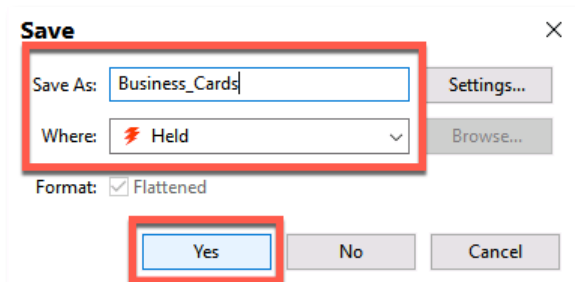 Save
Save As: Business_Cards Settings...
Where: Held Browse...
Format: Flattened
Yes No Cancel